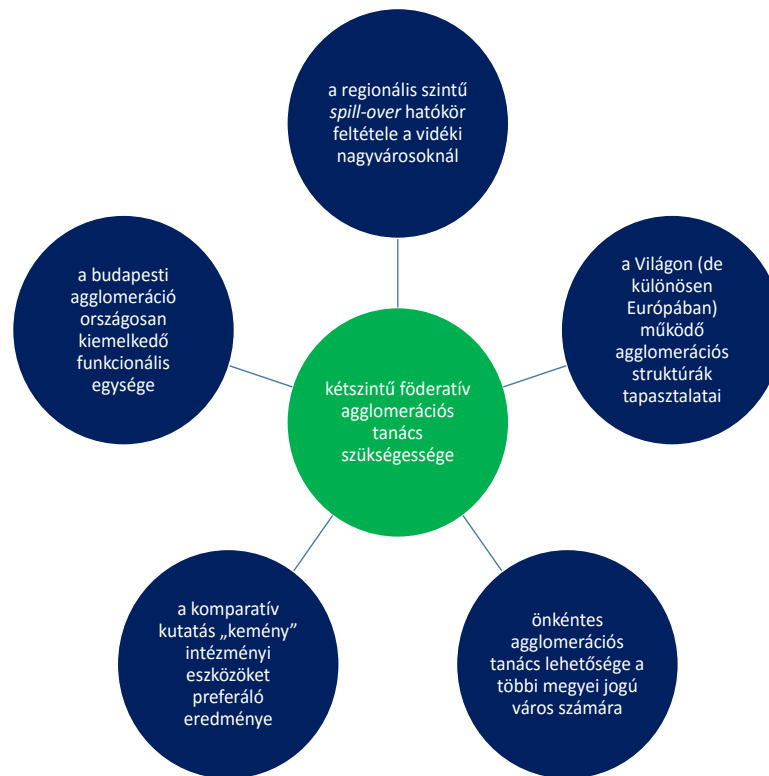 a regionális szintű
spill-over hatókör
feltétele a vidéki
nagyvárosoknál
a budapesti
agglomeráció
országosan
kiemelkedő
funkcionális
egysége
a Világon (de
különösen
Európában)
működő
agglomerációs
struktúrák
tapasztalatai
kétszintű föderatív
agglomerációs
tanács
szükségessége
a komparatív
kutatás „kemény”
intézményi
eszközöket
preferáló
eredménye
önkéntes
agglomerációs
tanács lehetősége a
többi megyei jogú
város számára